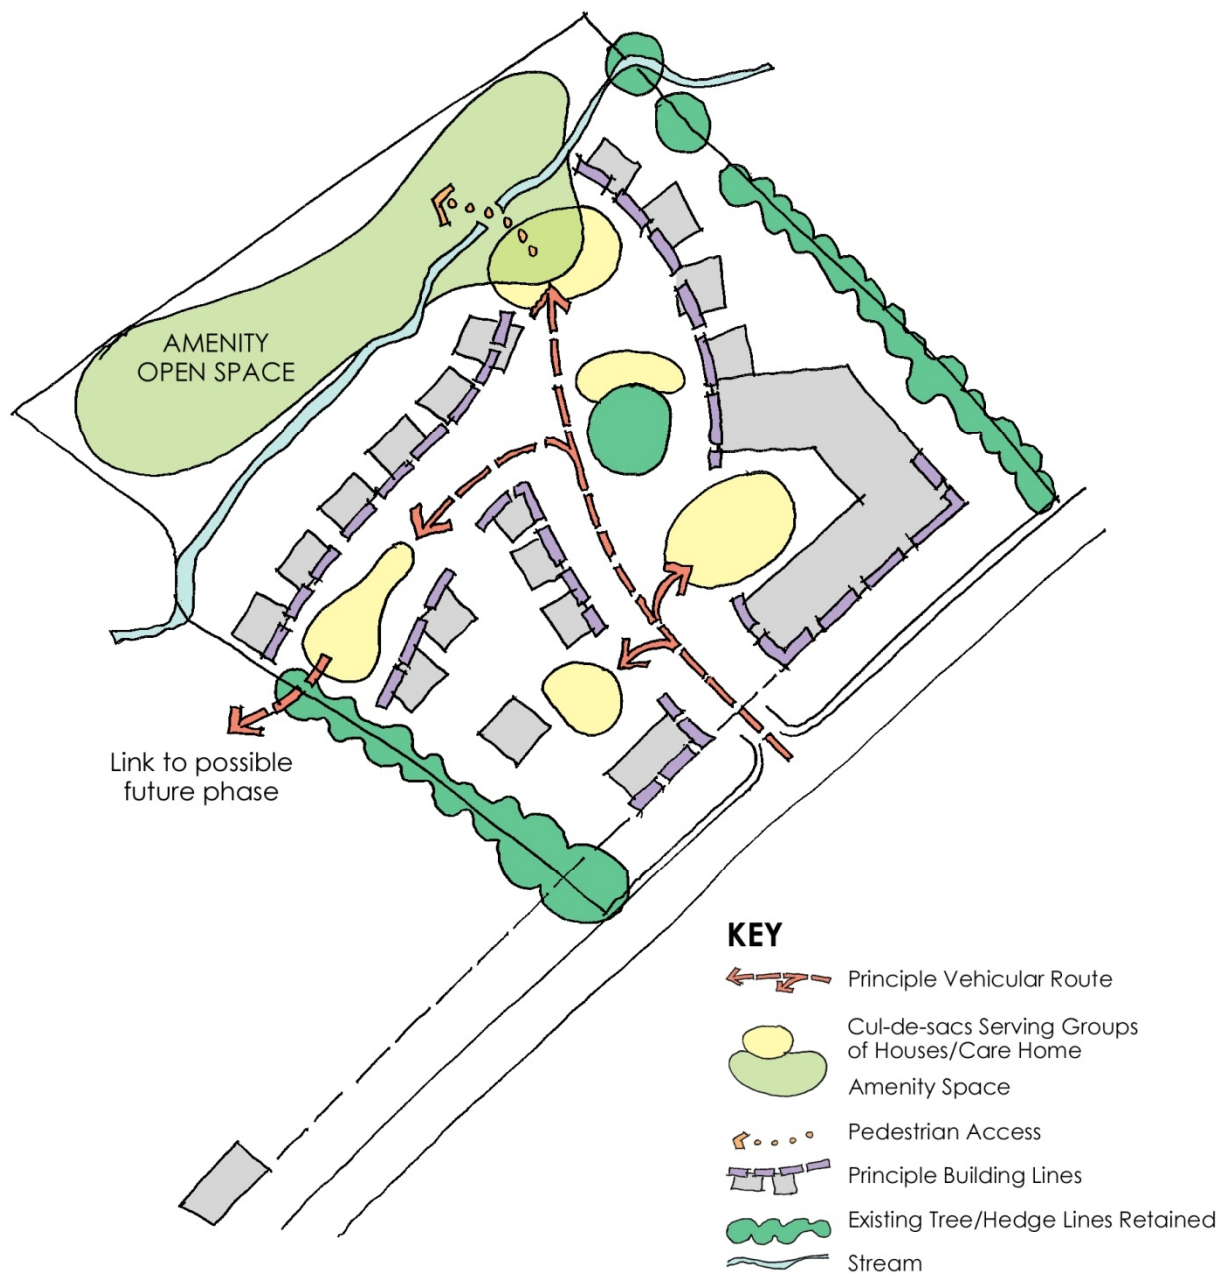 AMENITY
OPEN SPACE
Link to possible
future phase
KEY
Principle Vehicular Route
Cul-de-sacs Serving Groups
of Houses/Care Home
Amenity Space
Pedestrian Access
Principle Building Lines
Existing Tree/Hedge Lines Retained
Stream